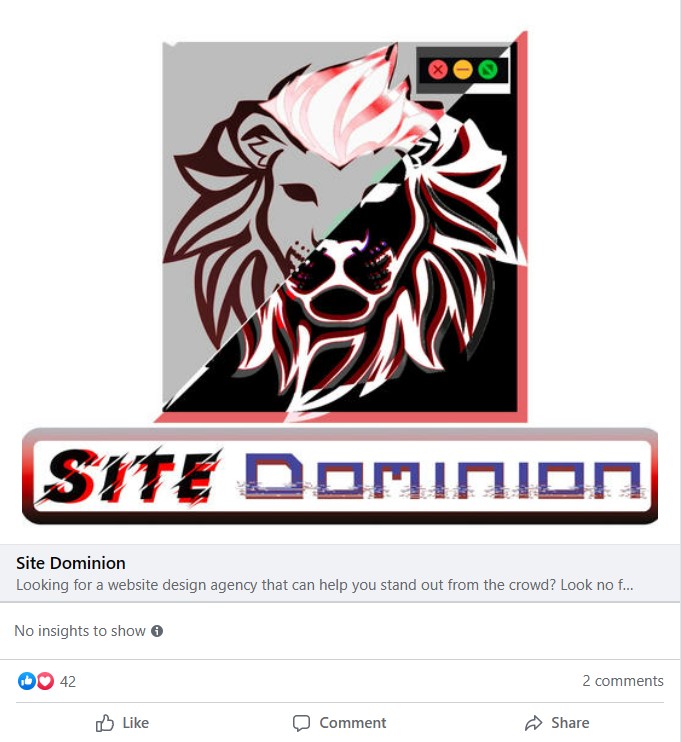 SITE DOMINION
Site Dominion
Looking for a website design agency that can help you stand out from the crowd? Look no f...
No insights to show
42
2 comments
Like
Comment
Share